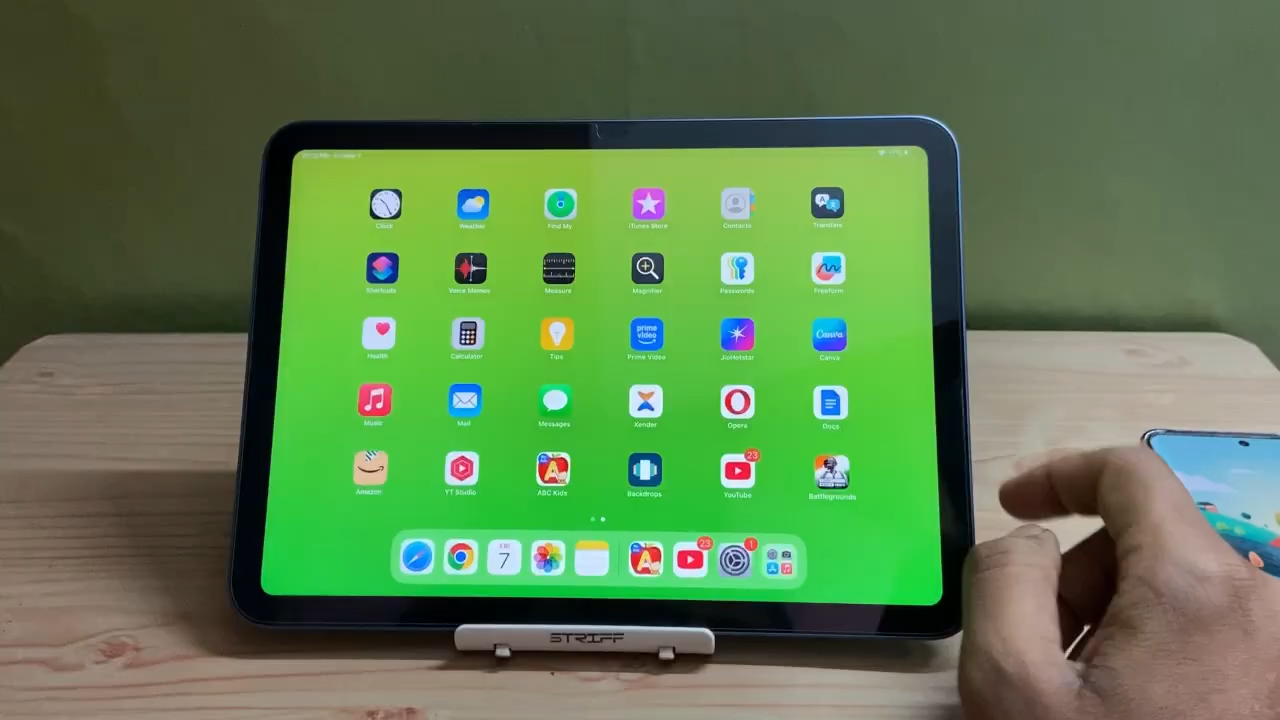 Clock Weather Find My iTunes Store Contacts Translate
Shortcuts Voice Memos Measure Magnifier Passwords Freeform
prime video Canva
Health Calculator Tips Prime Video JioHotstar Canva
Music Mail Messages Xender Opera Docs
23
Amazon YT Studio ABC Kids Backdrops YouTube Battlegrounds
FRI 7 23 1
STRIFF